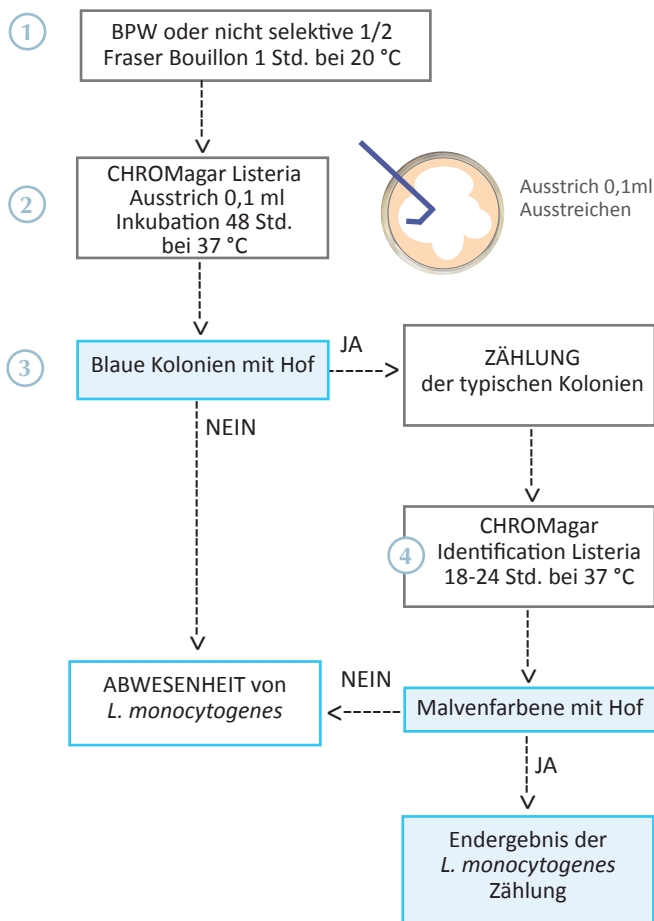 1
BPW oder nicht selektive 1/2
Fraser Bouillon 1 Std. bei 20 °C
2
CHROMagar Listeria
Ausstrich 0,1 ml
Inkubation 48 Std.
bei 37 °C
Ausstrich 0,1ml
Ausstreichen
3
Blaue Kolonien mit Hof
JA
ZÄHLUNG
der typischen Kolonien
NEIN
4
CHROMagar
Identification Listeria
18-24 Std. bei 37 °C
ABWESENHEIT von
L. monocytogenes
NEIN
Malvenfarbene mit Hof
JA
Endergebnis der
L. monocytogenes
Zählung